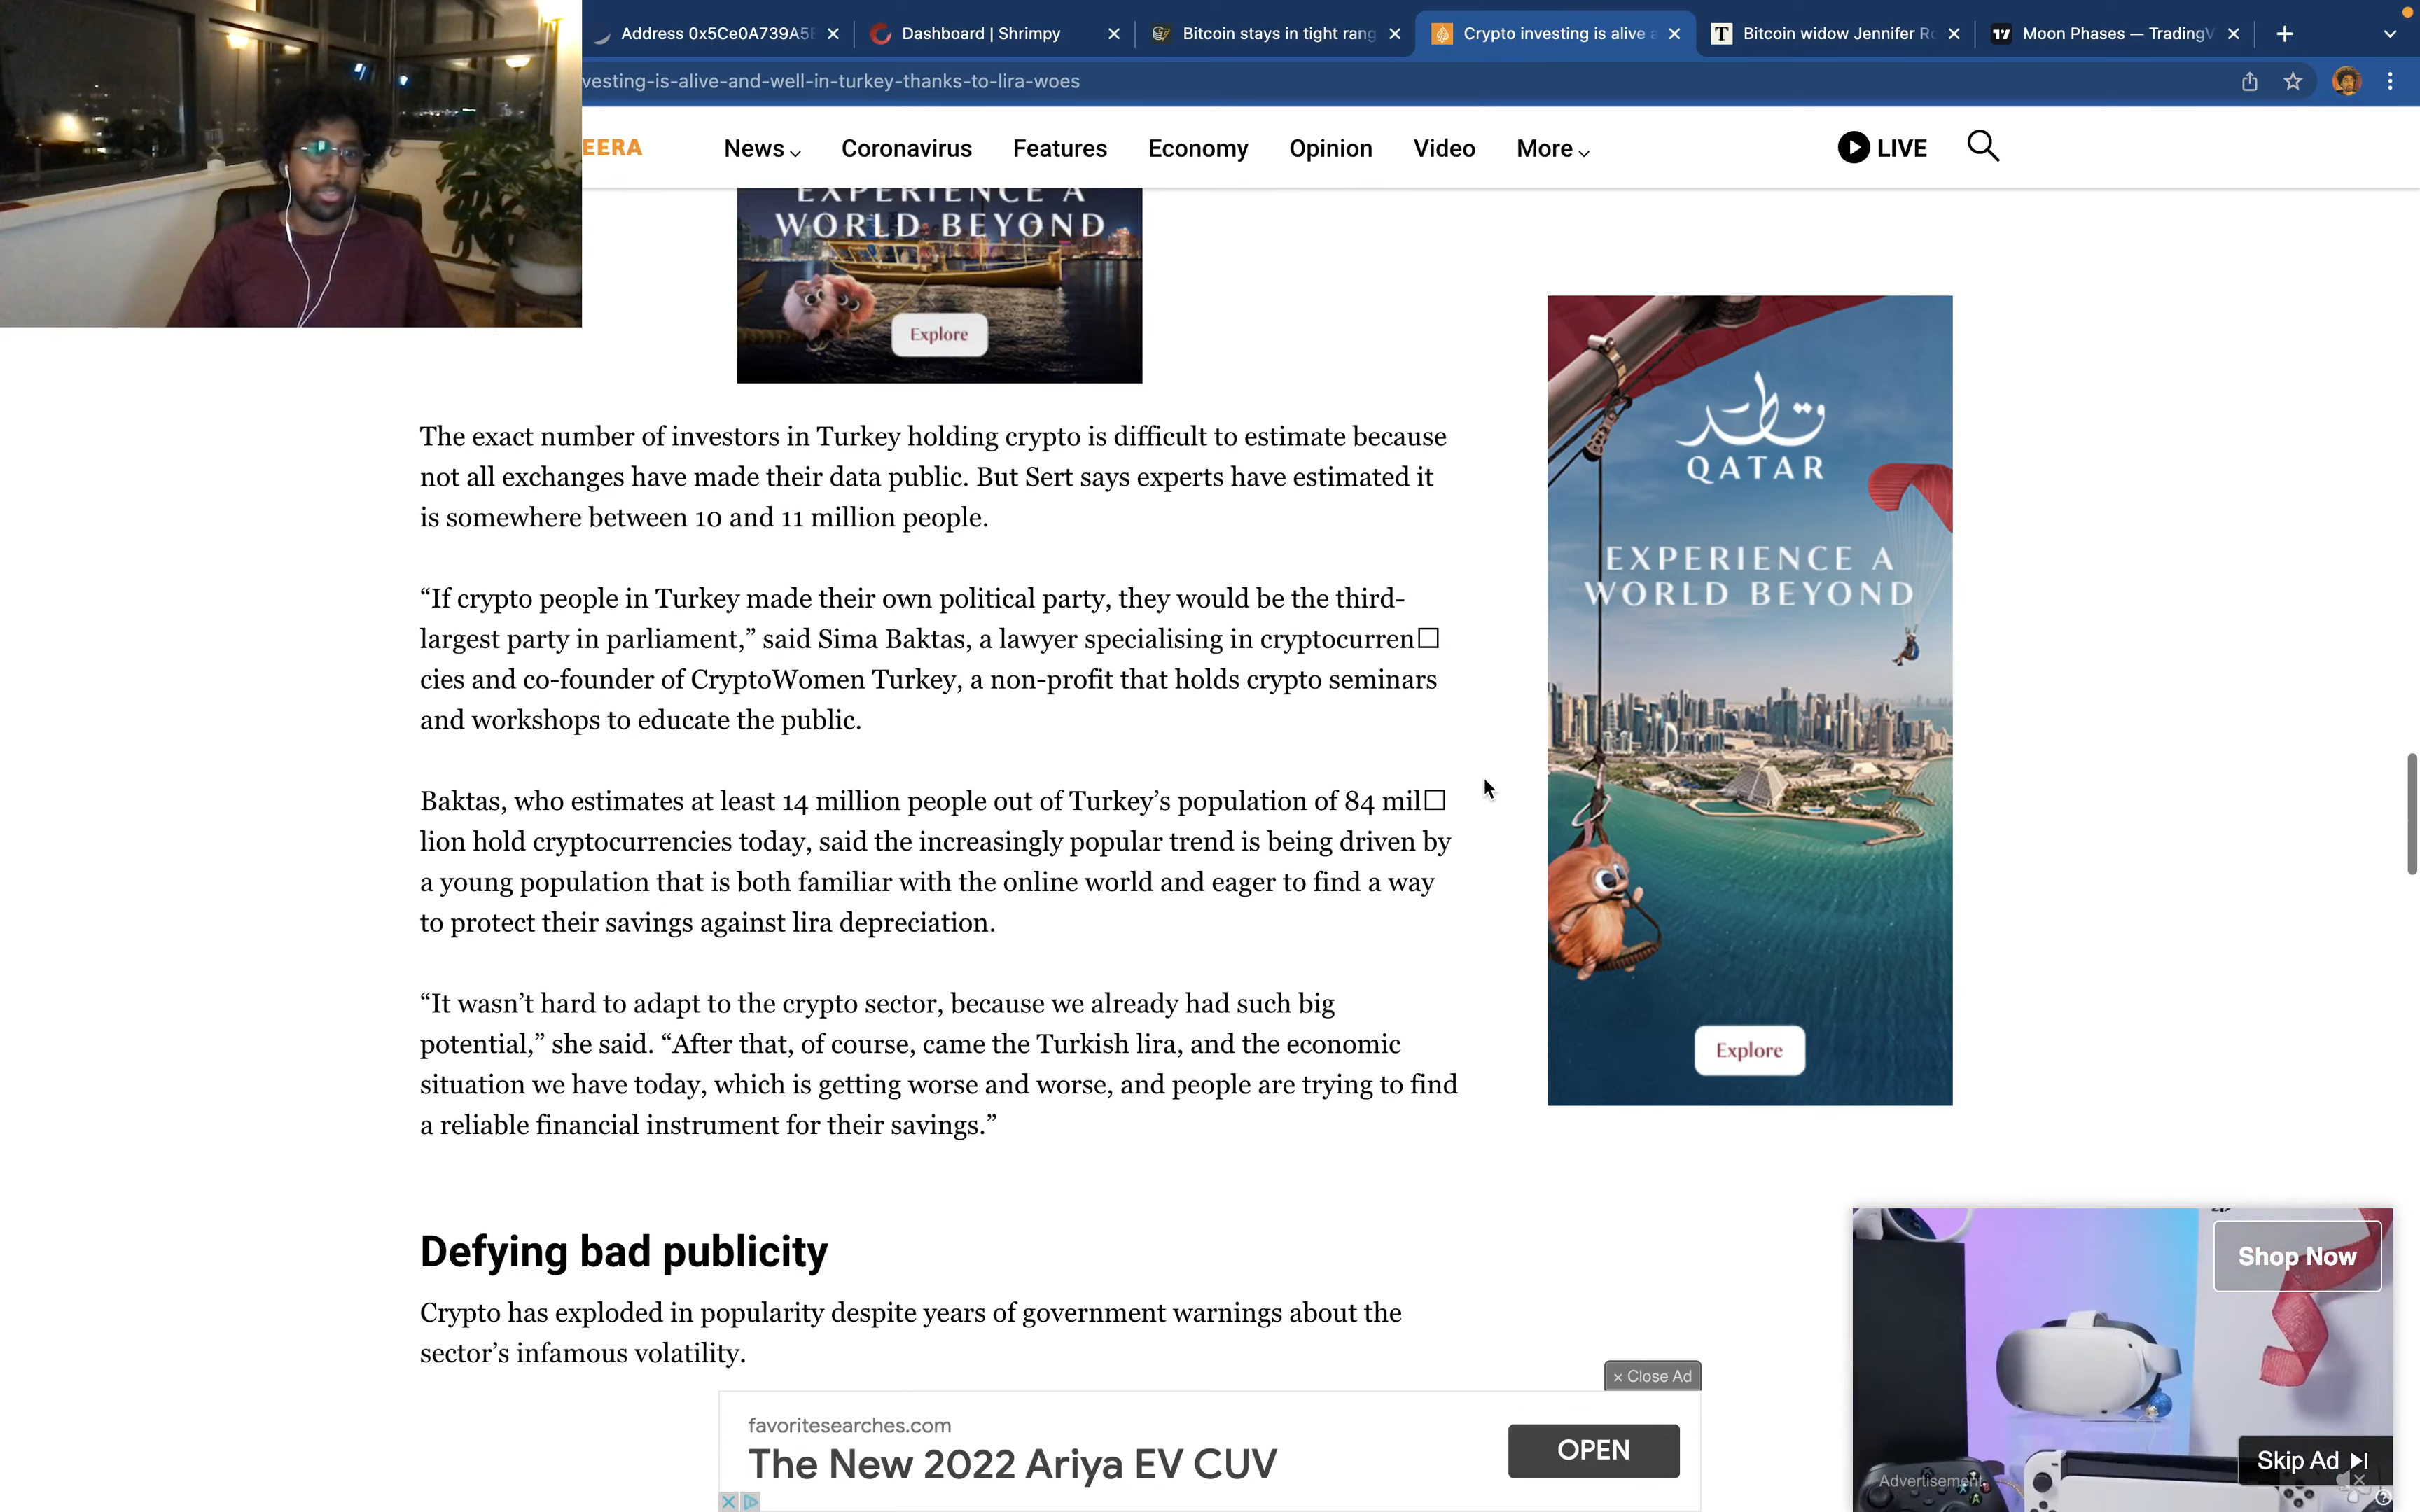 Address 0x5Ce0A739A5
Dashboard | Shrimpy
Bitcoin stays in tight rang
Crypto investing is alive a
Bitcoin widow Jennifer Ro
Moon Phases — TradingV
vesting-is-alive-and-well-in-turkey-thanks-to-lira-woes
EERA
News
Coronavirus
Features
Economy
Opinion
Video
More
LIVE
EXPERIENCE A
WORLD BEYOND
Explore
The exact number of investors in Turkey holding crypto is difficult to estimate because
not all exchanges have made their data public. But Sert says experts have estimated it
is somewhere between 10 and 11 million people.
“If crypto people in Turkey made their own political party, they would be the third-
largest party in parliament,” said Sima Baktas, a lawyer specialising in cryptocurren□
cies and co-founder of CryptoWomen Turkey, a non-profit that holds crypto seminars
and workshops to educate the public.
Baktas, who estimates at least 14 million people out of Turkey’s population of 84 mil□
lion hold cryptocurrencies today, said the increasingly popular trend is being driven by
a young population that is both familiar with the online world and eager to find a way
to protect their savings against lira depreciation.
“It wasn’t hard to adapt to the crypto sector, because we already had such big
potential,” she said. “After that, of course, came the Turkish lira, and the economic
situation we have today, which is getting worse and worse, and people are trying to find
a reliable financial instrument for their savings.”
Defying bad publicity
Crypto has exploded in popularity despite years of government warnings about the
sector’s infamous volatility.
قطر
QATAR
EXPERIENCE A
WORLD BEYOND
Explore
Shop Now
Skip Ad
Advertisement
× Close Ad
favoritesearches.com
The New 2022 Ariya EV CUV
OPEN